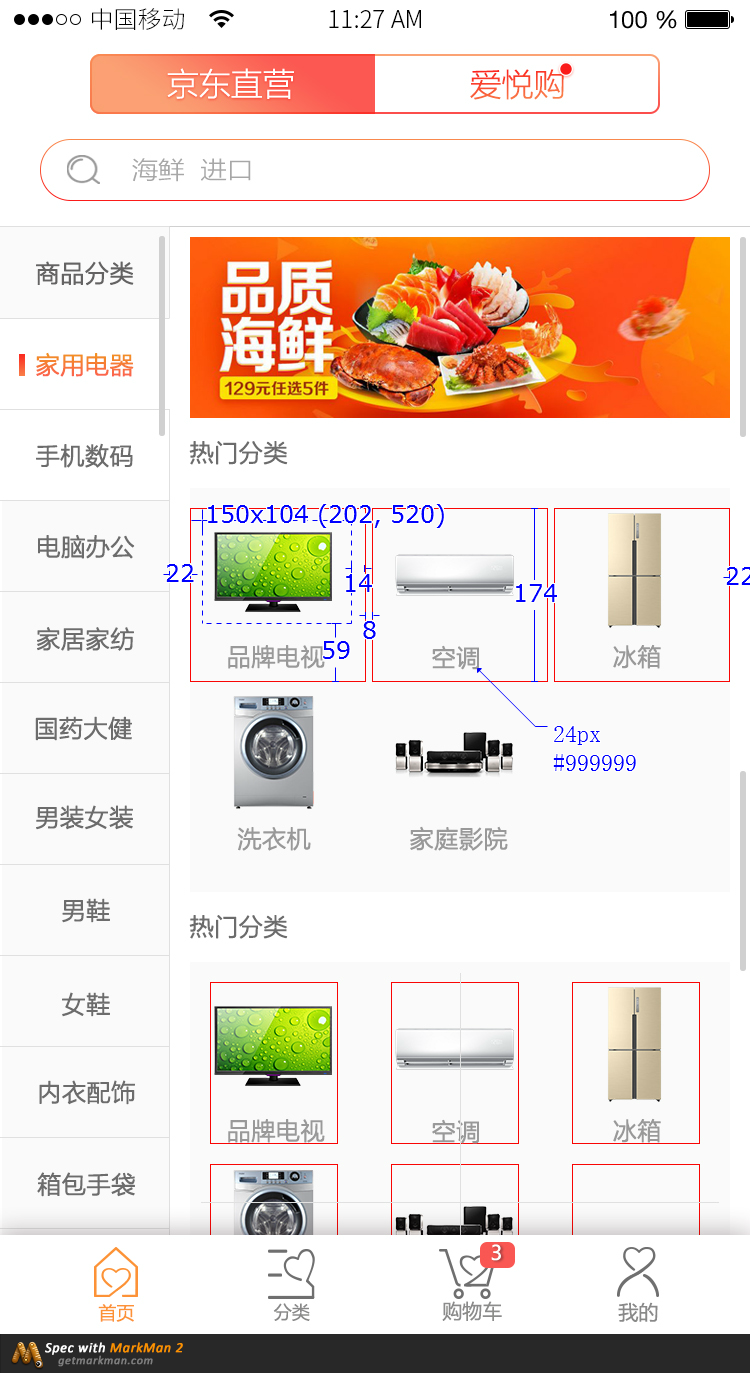 中国移动 11:27 AM 100 %
京东直营 爱悦购
海鲜 进口
商品分类
家用电器
手机数码
电脑办公
家居家纺
国药大健
男装女装
男鞋
女鞋
内衣配饰
箱包手袋
品质
海鲜
129元任选5件
热门分类
150x104 (202, 520)
22
14
174
22
8
59
品牌电视 空调 冰箱
24px
#999999
洗衣机 家庭影院
热门分类
品牌电视 空调 冰箱
3
首页 分类 购物车 我的
Spec with MarkMan 2
getmarkman.com